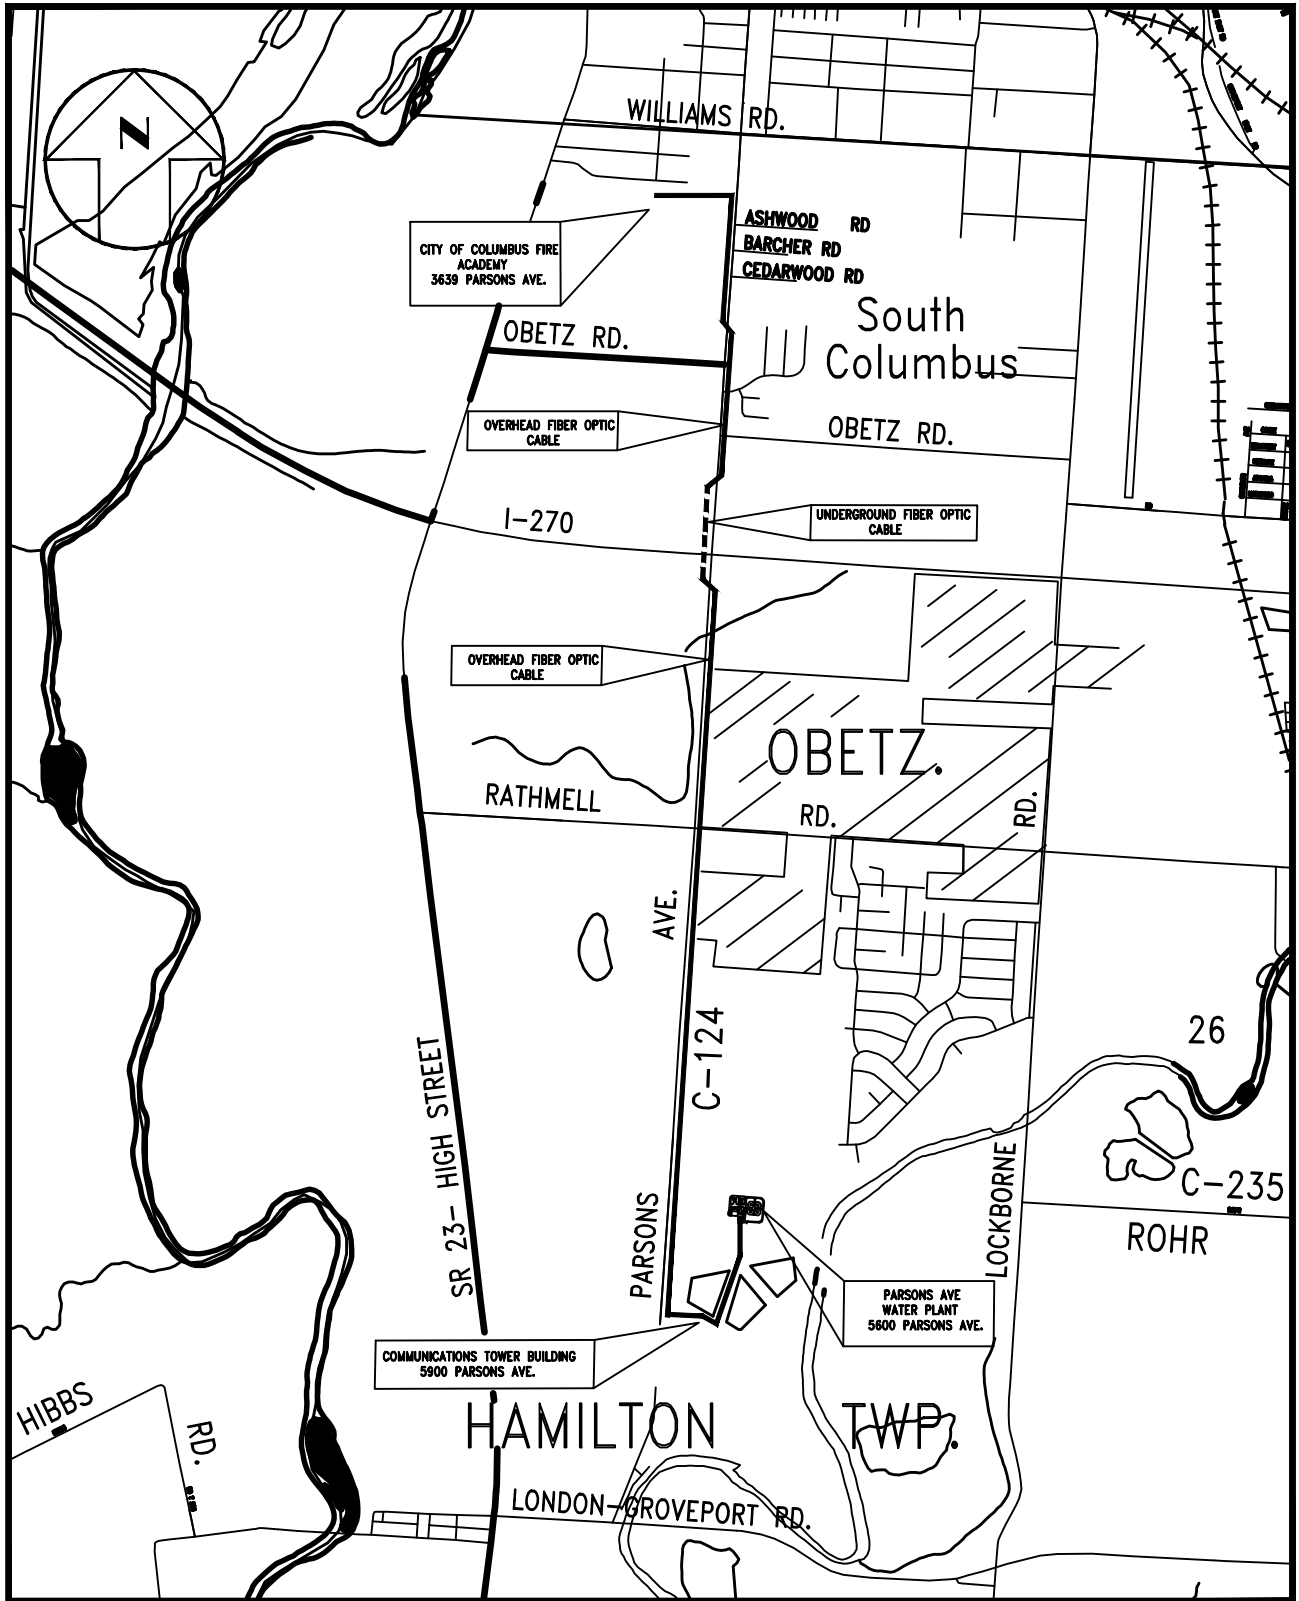 WILLIAMS RD.
N
ASHWOOD RD
BARCHER RD
CEDARWOOD RD
CITY OF COLUMBUS FIRE
ACADEMY
3639 PARSONS AVE.
South
Columbus
OBETZ RD.
OVERHEAD FIBER OPTIC
CABLE
OBETZ RD.
I-270
UNDERGROUND FIBER OPTIC
CABLE
OVERHEAD FIBER OPTIC
CABLE
OBETZ.
RATHMELL
RD.
RD.
AVE.
C-124
26
SR 23- HIGH STREET
PARSONS
LOCKBORNE
C-235
ROHR
PARSONS AVE
WATER PLANT
5600 PARSONS AVE.
COMMUNICATIONS TOWER BUILDING
5900 PARSONS AVE.
HIBBS
RD.
HAMILTON TWP.
LONDON-GROVEPORT RD.